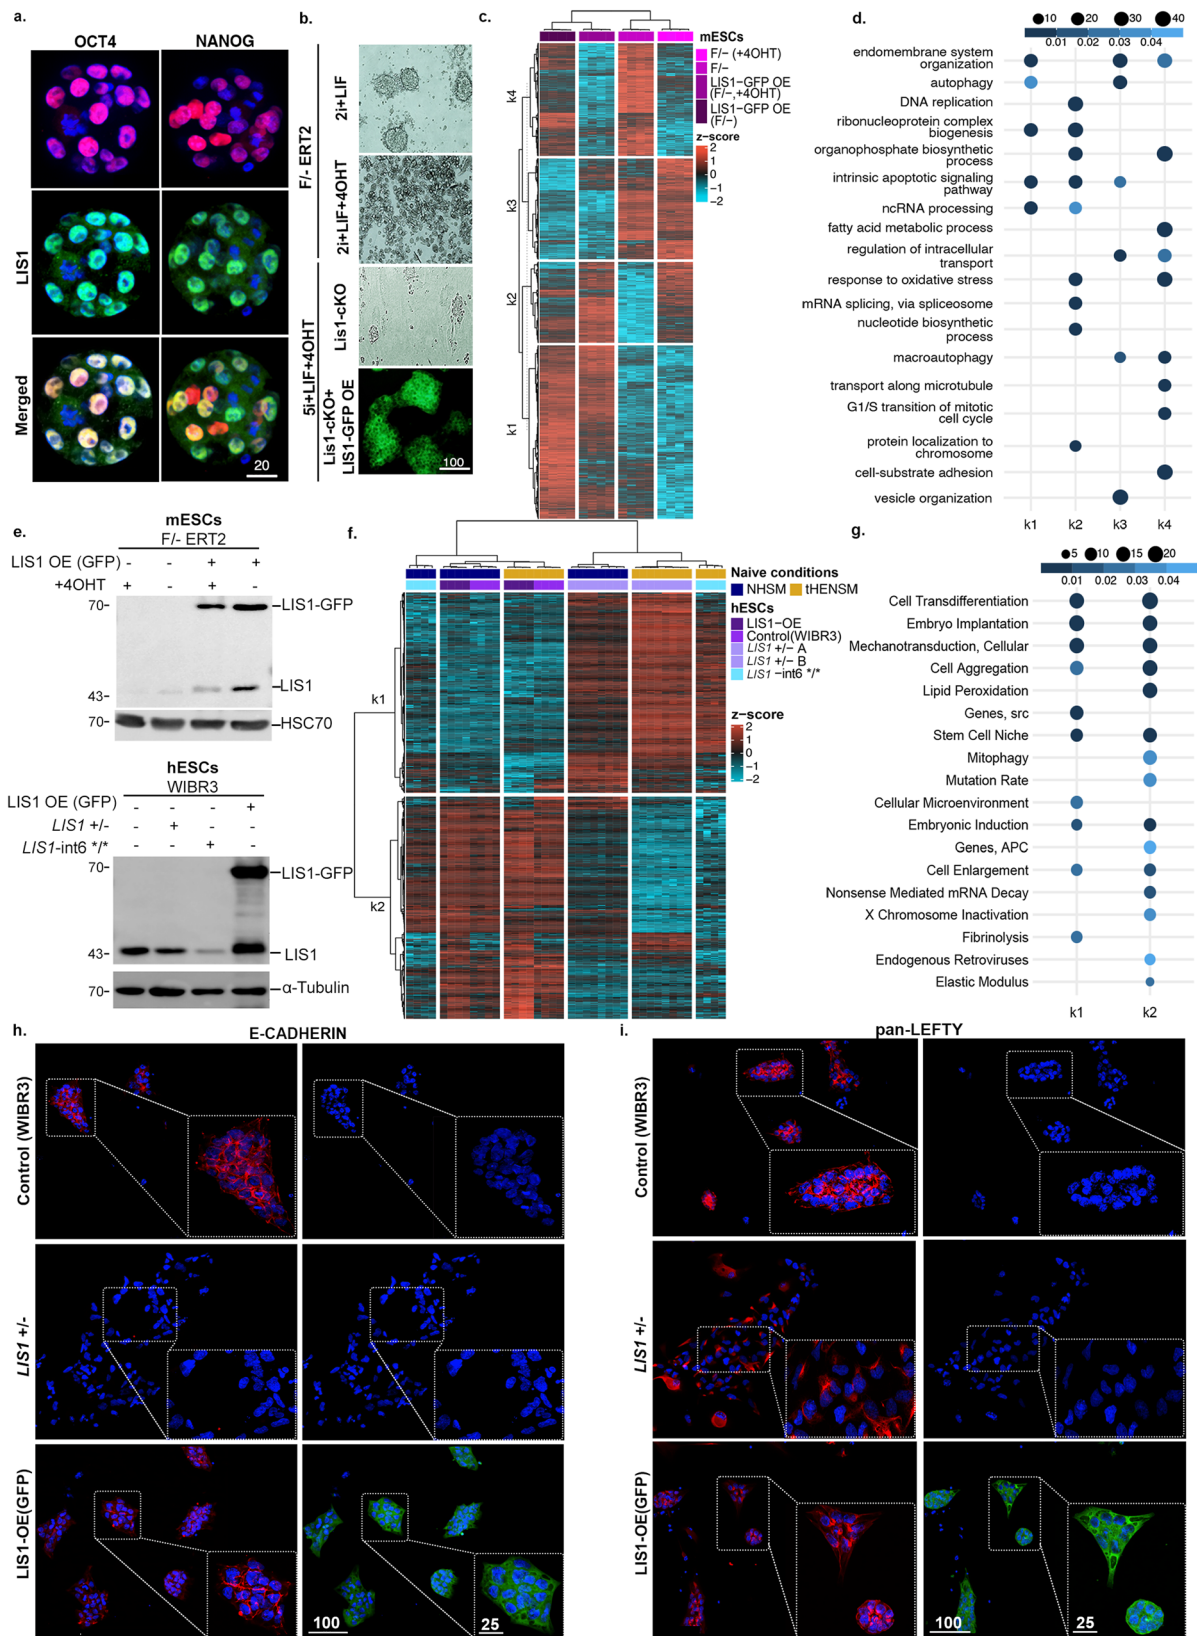 a.
OCT4
NANOG
LIS1
Merged
20
b.
F/- ERT2
5i+LIF+4OHT
2i+LIF
2i+LIF+4OHT
Lis1-cKO
Lis1-cKO+
LIS1-GFP OE
100
c.
k4
k3
k2
k1
mESCs
F/− (+4OHT)
F/−
LIS1−GFP OE
(F/−,+4OHT)
LIS1−GFP OE
(F/−)
z−score
2
1
0
−1
−2
d.
10
20
30
40
0.01
0.02
0.03
0.04
endomembrane system
organization
autophagy
DNA replication
ribonucleoprotein complex
biogenesis
organophosphate biosynthetic
process
intrinsic apoptotic signaling
pathway
ncRNA processing
fatty acid metabolic process
regulation of intracellular
transport
response to oxidative stress
mRNA splicing, via spliceosome
nucleotide biosynthetic
process
macroautophagy
transport along microtubule
G1/S transition of mitotic
cell cycle
protein localization to
chromosome
cell-substrate adhesion
vesicle organization
k1
k2
k3
k4
e.
mESCs
F/- ERT2
LIS1 OE (GFP)
- - + +
+4OHT
+ - + -
70-
LIS1-GFP
LIS1
43-
70-
HSC70
hESCs
WIBR3
LIS1 OE (GFP)
- - - +
LIS1 +/-
- + - -
LIS1-int6 */*
- - + -
70-
LIS1-GFP
43-
LIS1
70-
α-Tubulin
f.
k1
k2
Naive conditions
NHSM
tHENSM
hESCs
LIS1−OE
Control(WIBR3)
LIS1 +/− A
LIS1 +/− B
LIS1 −int6 */*
z−score
2
1
0
−1
−2
g.
5
10
15
20
0.01
0.02
0.03
0.04
Cell Transdifferentiation
Embryo Implantation
Mechanotransduction, Cellular
Cell Aggregation
Lipid Peroxidation
Genes, src
Stem Cell Niche
Mitophagy
Mutation Rate
Cellular Microenvironment
Embryonic Induction
Genes, APC
Cell Enlargement
Nonsense Mediated mRNA Decay
X Chromosome Inactivation
Fibrinolysis
Endogenous Retroviruses
Elastic Modulus
k1
k2
h.
E-CADHERIN
Control (WIBR3)
LIS1 +/-
LIS1-OE(GFP)
100
25
i.
pan-LEFTY
Control (WIBR3)
LIS1 +/-
LIS1-OE(GFP)
100
25